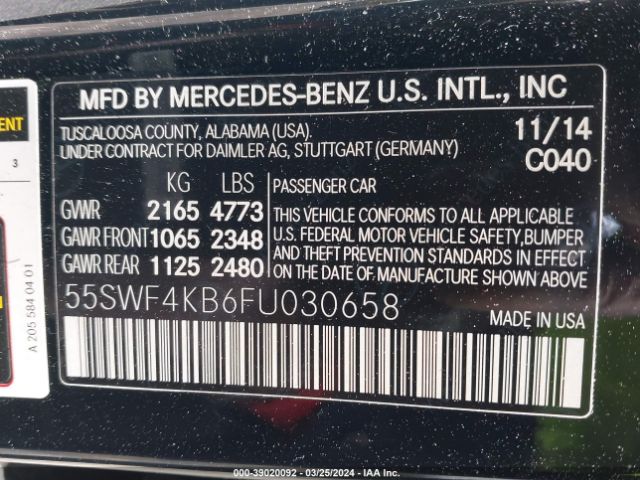 MFD BY MERCEDES-BENZ U.S. INTL., INC
TUSCALOOSA COUNTY, ALABAMA (USA). 11/14
UNDER CONTRACT FOR DAIMLER AG, STUTTGART (GERMANY) C040
KG LBS
GVWR 2165 4773
GAWR FRONT 1065 2348
GAWR REAR 1125 2480
PASSENGER CAR
THIS VEHICLE CONFORMS TO ALL APPLICABLE
U.S. FEDERAL MOTOR VEHICLE SAFETY, BUMPER
AND THEFT PREVENTION STANDARDS IN EFFECT
ON THE DATE OF MANUFACTURE SHOWN ABOVE.
55SWF4KB6FU030658
MADE IN USA
ENT
3
A 205 584 04 01
000-39020092 - 03/25/2024 - IAA Inc.